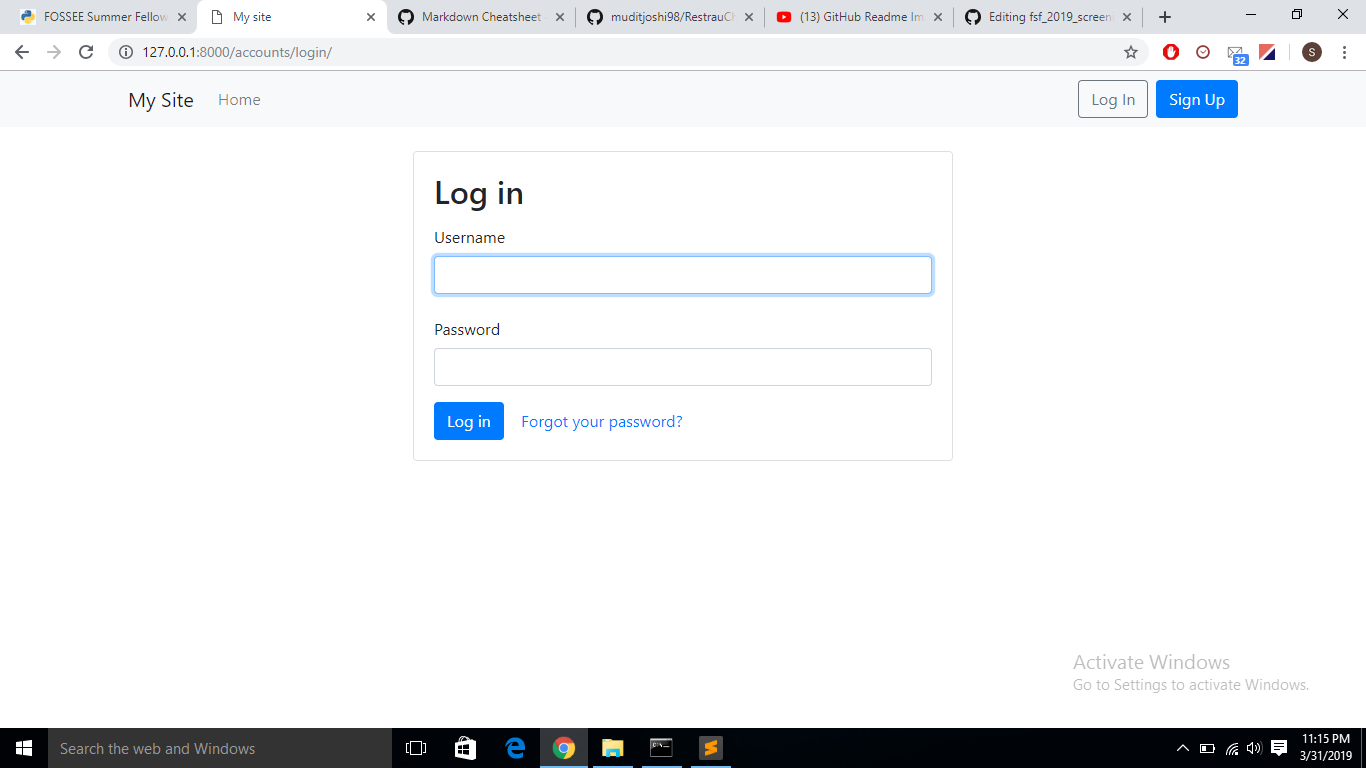 FOSSEE Summer Fellow
My site
Markdown Cheatsheet
muditjoshi98/RestrauCh
(13) GitHub Readme Im
Editing fsf_2019_screen
127.0.0.1:8000/accounts/login/
32
S
My Site
Home
Log In
Sign Up
Log in
Username
Password
Log in
Forgot your password?
Activate Windows
Go to Settings to activate Windows.
Search the web and Windows
11:15 PM
3/31/2019